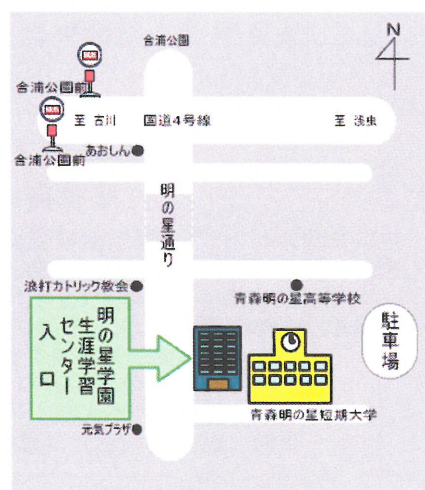 合浦公園
N
合浦公園前
至 古川
国道4号線
至 浅虫
合浦公園前
あおしん
明の星通り
浪打カトリック教会
青森明の星高等学校
明の星学園
生涯学習
センター
入口
駐車場
青森明の星短期大学
元気プラザ